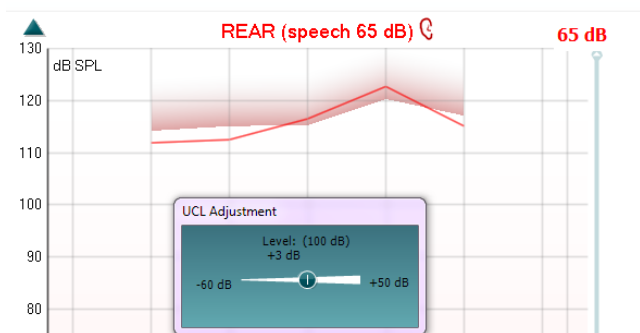 REAR (speech 65 dB)
65 dB
130
dB SPL
120
110
100
UCL Adjustment
Level: (100 dB)
+3 dB
90
-60 dB
+50 dB
80